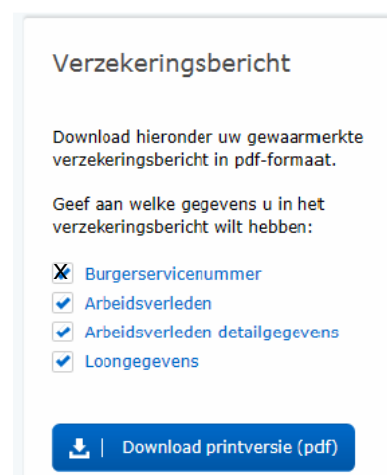 Verzekeringsbericht
Download hieronder uw gewaarmerkte
verzekeringsbericht in pdf-formaat.
Geef aan welke gegevens u in het
verzekeringsbericht wilt hebben:
X Burgerservicenummer
Arbeidsverleden
Arbeidsverleden detailgegevens
Loongegevens
Download printversie (pdf)